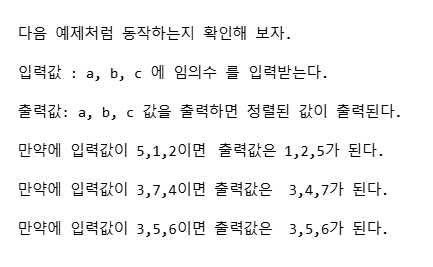 다음 예제처럼 동작하는지 확인해 보자.
입력값 : a, b, c 에 임의수 를 입력받는다.
출력값: a, b, c 값을 출력하면 정렬된 값이 출력된다.
만약에 입력값이 5,1,2이면 출력값은 1,2,5가 된다.
만약에 입력값이 3,7,4이면 출력값은 3,4,7가 된다.
만약에 입력값이 3,5,6이면 출력값은 3,5,6가 된다.